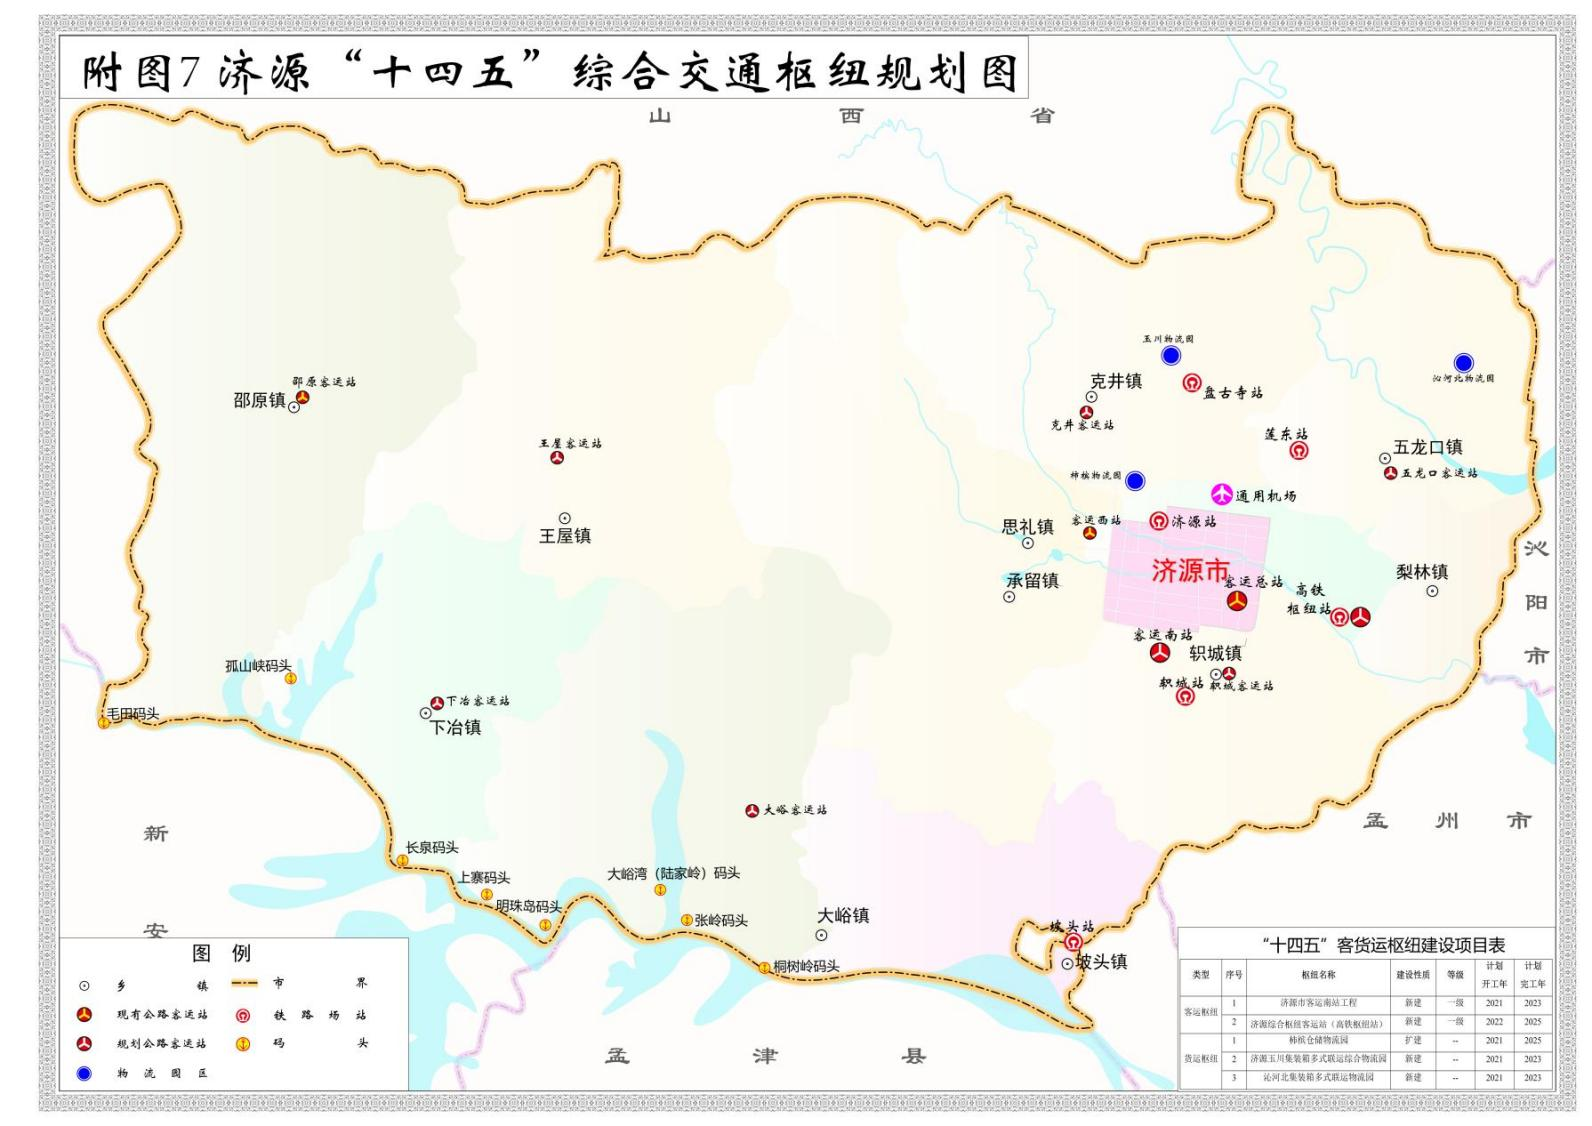 附图7 济源“十四五”综合交通枢纽规划图
山 西 省
玉川物流园
沁河北物流园
克井镇
盘古寺站
克井客运站
邵原客运站
邵原镇
王屋客运站
莲东站
五龙口镇
五龙口客运站
柿槟物流园
通用机场
王屋镇
思礼镇
客运西站
济源站
沁阳市
承留镇
济源市
客运总站
高铁
枢纽站
梨林镇
客运南站
轵城镇
轵城站
轵城客运站
孤山峡码头
毛田码头
下冶客运站
下冶镇
大峪客运站
新安
孟 州 市
长泉码头
上寨码头
明珠岛码头
大峪湾（陆家岭）码头
张岭码头
大峪镇
桐树岭码头
坡头站
坡头镇
孟 津 县
图 例
乡 镇
市 界
现有公路客运站
铁路场站
规划公路客运站
码 头
物流园区
“十四五”客货运枢纽建设项目表
类型 序号 枢纽名称 建设性质 等级 计划开工年 计划完工年
客运枢纽 1 济源市客运南站工程 新建 一级 2021 2023
2 济源综合枢纽客运站（高铁枢纽站） 新建 一级 2022 2025
货运枢纽 1 柿槟仓储物流园 扩建 -- 2021 2025
2 济源玉川集装箱多式联运综合物流园 新建 -- 2021 2023
3 沁河北集装箱多式联运物流园 新建 -- 2021 2023